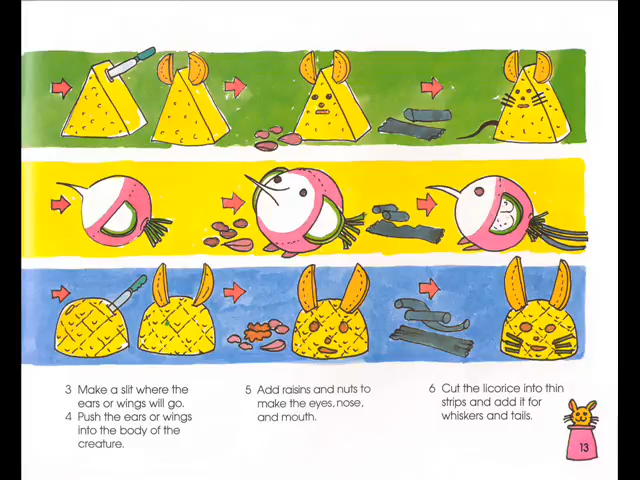 3 Make a slit where the
ears or wings will go.
4 Push the ears or wings
into the body of the
creature.
5 Add raisins and nuts to
make the eyes, nose,
and mouth.
6 Cut the licorice into thin
strips and add it for
whiskers and tails.
13